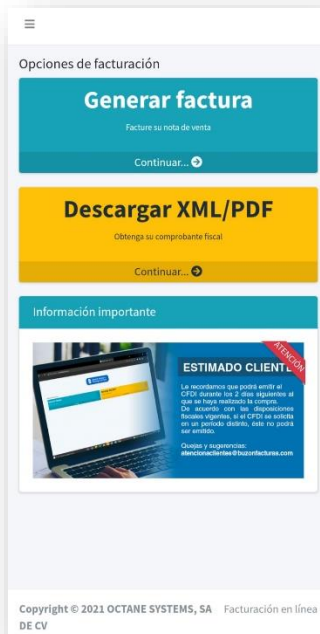 Opciones de facturación
Generar factura
Facture su nota de venta
Continuar...
Descargar XML/PDF
Obtenga su comprobante fiscal
Continuar...
Información importante
ATENCIÓN
ESTIMADO CLIENTE
Le recordamos que podrá emitir el
CFDI durante los 2 días siguientes al
que se haya realizado la compra.
De acuerdo con las disposiciones
fiscales vigentes, si el CFDI se solicita
en un periodo distinto, éste no podrá
ser emitido.
Quejas y sugerencias:
atencionaclientes@buzonfacturas.com
Copyright © 2021 OCTANE SYSTEMS, SA
DE CV
Facturación en línea